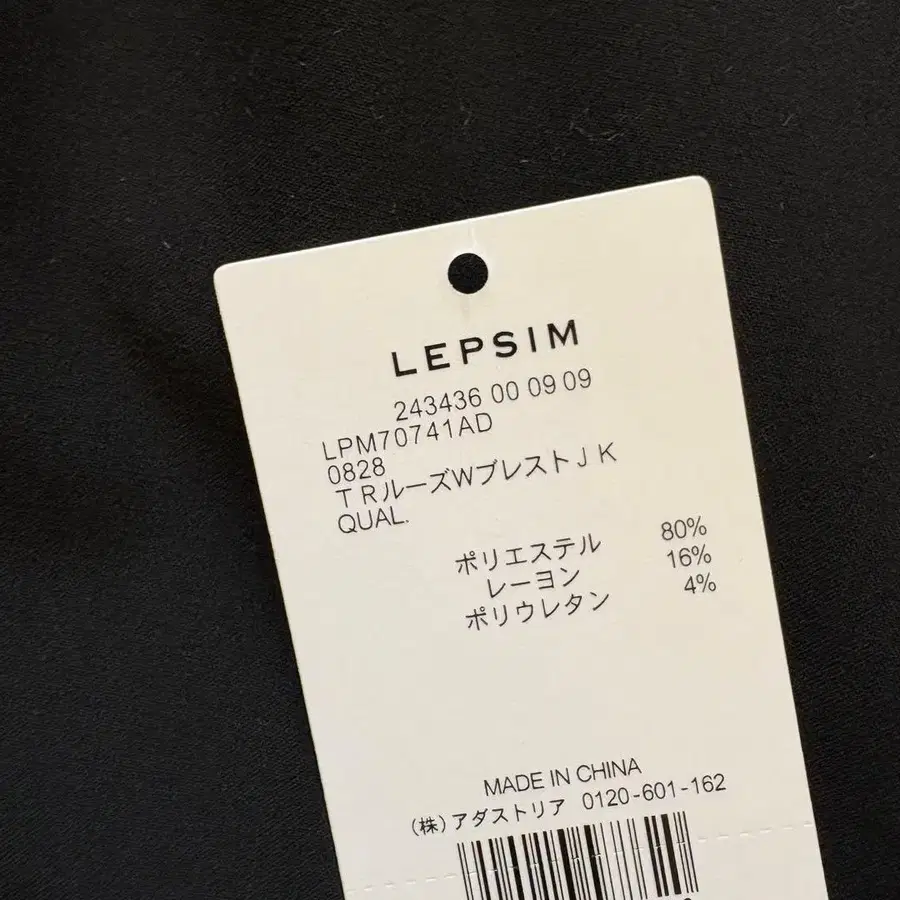 LEPSIM
243436 00 09 09
LPM70741AD
0828
ＴＲルーズＷブレストＪＫ
QUAL.
ポリエステル 80%
レーヨン 16%
ポリウレタン 4%
MADE IN CHINA
(株)アダストリア 0120-601-162